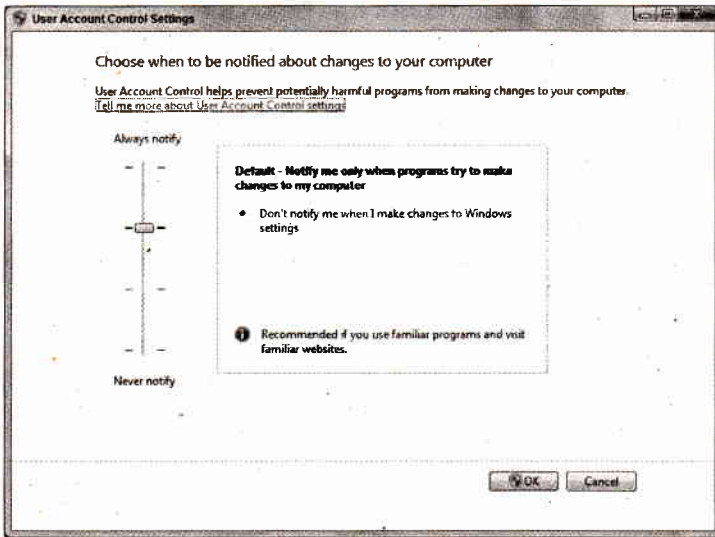 User Account Control Settings
Choose when to be notified about changes to your computer
User Account Control helps prevent potentially harmful programs from making changes to your computer.
Tell me more about User Account Control settings
Always notify
Default - Notify me only when programs try to make
changes to my computer
• Don't notify me when I make changes to Windows
settings
Recommended if you use familiar programs and visit
familiar websites.
Never notify
OK Cancel